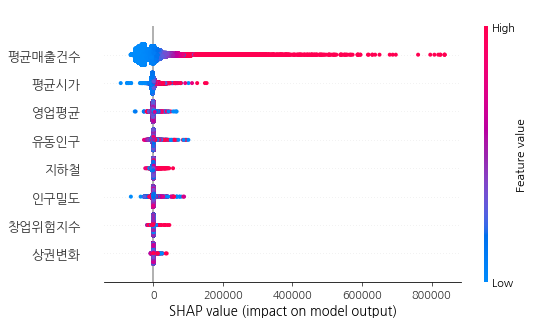 High
평균매출건수
평균시가
영업평균
유동인구
지하철
인구밀도
창업위험지수
상권변화
Low
Feature value
0
200000
400000
600000
800000
SHAP value (impact on model output)